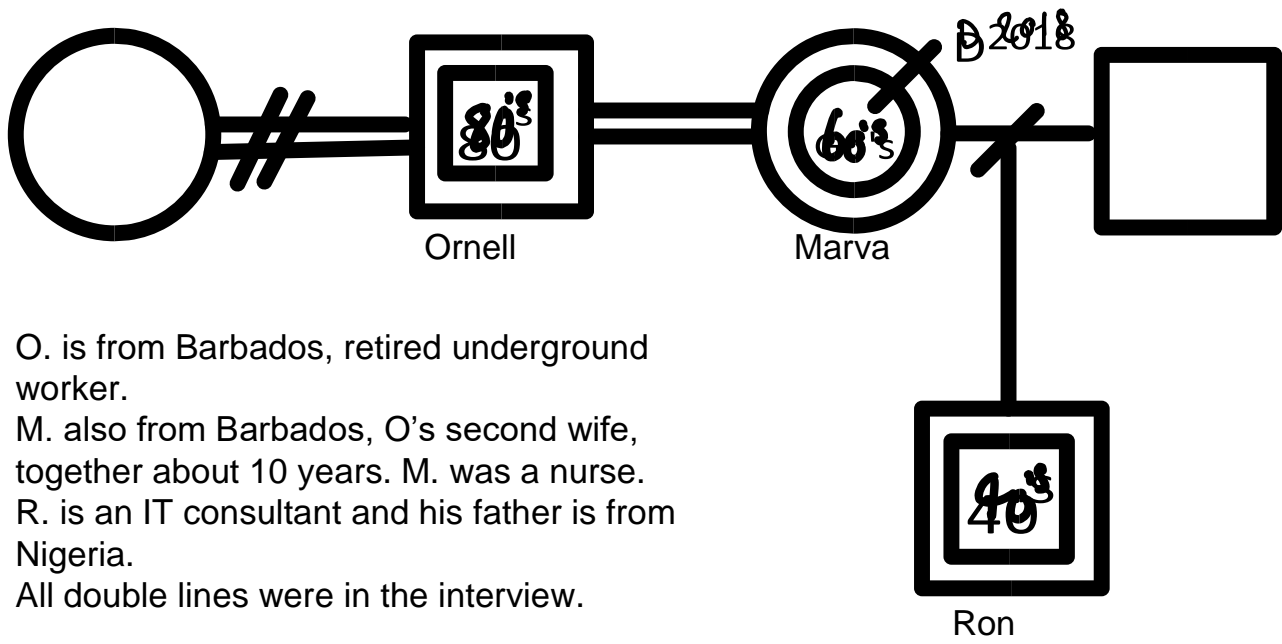 D 2018
80's
60's
Ornell
Marva
O. is from Barbados, retired underground
worker.
M. also from Barbados, O’s second wife,
together about 10 years. M. was a nurse.
R. is an IT consultant and his father is from
Nigeria.
All double lines were in the interview.
40's
Ron